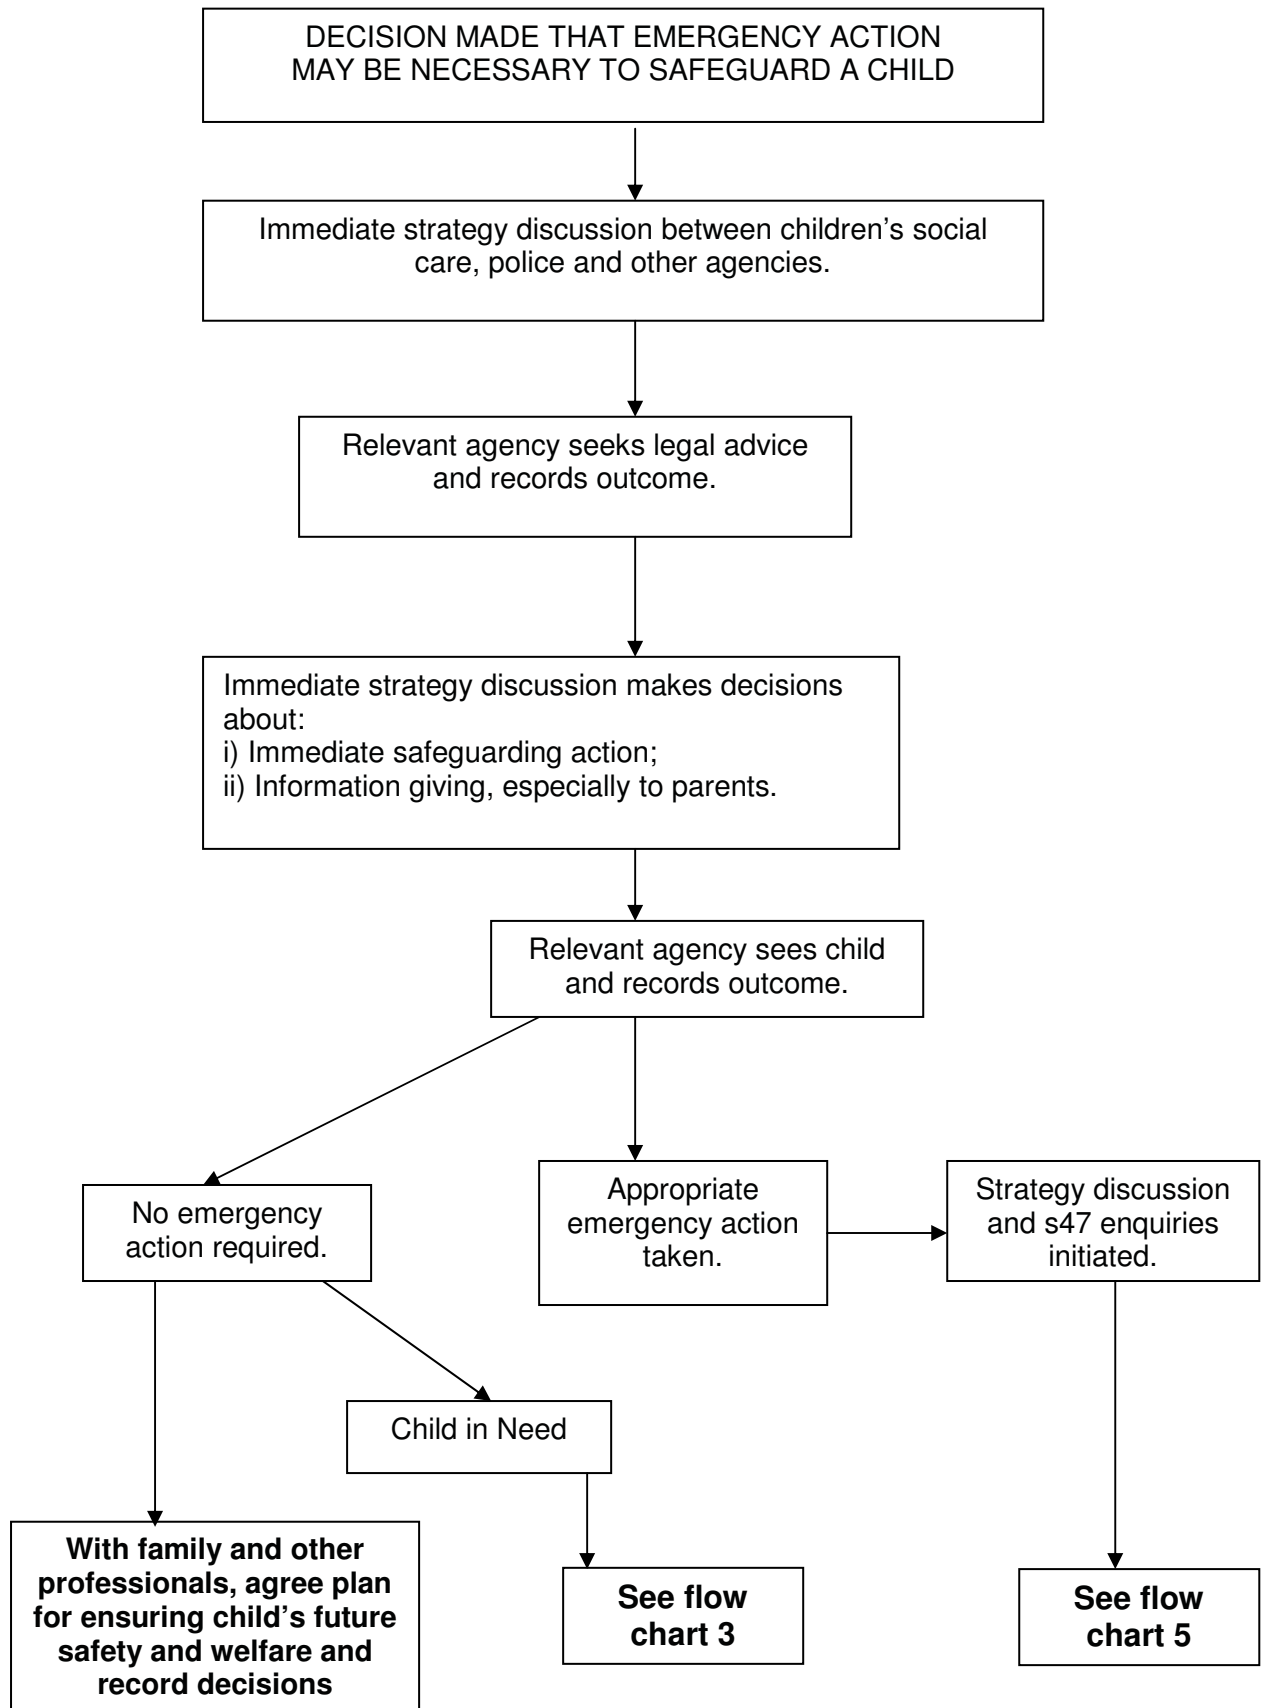 DECISION MADE THAT EMERGENCY ACTION
MAY BE NECESSARY TO SAFEGUARD A CHILD
Immediate strategy discussion between children's social
care, police and other agencies.
Relevant agency seeks legal advice
and records outcome.
Immediate strategy discussion makes decisions
about:
i) Immediate safeguarding action;
ii) Information giving, especially to parents.
Relevant agency sees child
and records outcome.
No emergency
action required.
Appropriate
emergency action
taken.
Strategy discussion
and s47 enquiries
initiated.
Child in Need
With family and other
professionals, agree plan
for ensuring child's future
safety and welfare and
record decisions
See flow
chart 3
See flow
chart 5